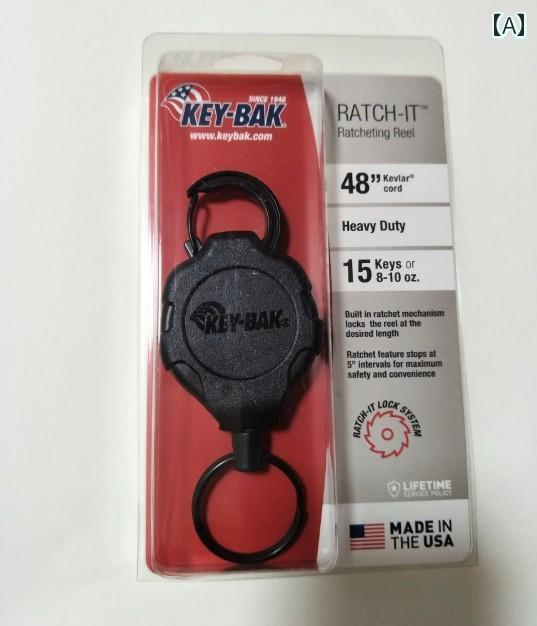 【A】
SINCE 1948
KEY-BAK®
www.keybak.com
RATCH-IT™
Ratcheting Reel
48” Kevlar®
cord
Heavy Duty
15 Keys or
8-10 oz.
Built in ratchet mechanism
locks the reel at the
desired length
Ratchet feature stops at
5" intervals for maximum
safety and convenience
KEY-BAK®
RATCH-IT LOCK SYSTEM
LIFETIME
SERVICE POLICY
MADE IN
THE USA